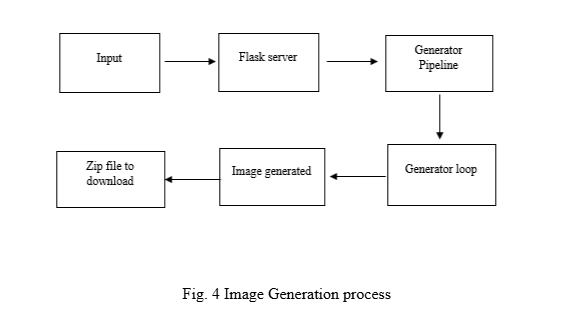 Input
Flask server
Generator
Pipeline
Generator loop
Image generated
Zip file to
download
Fig. 4 Image Generation process